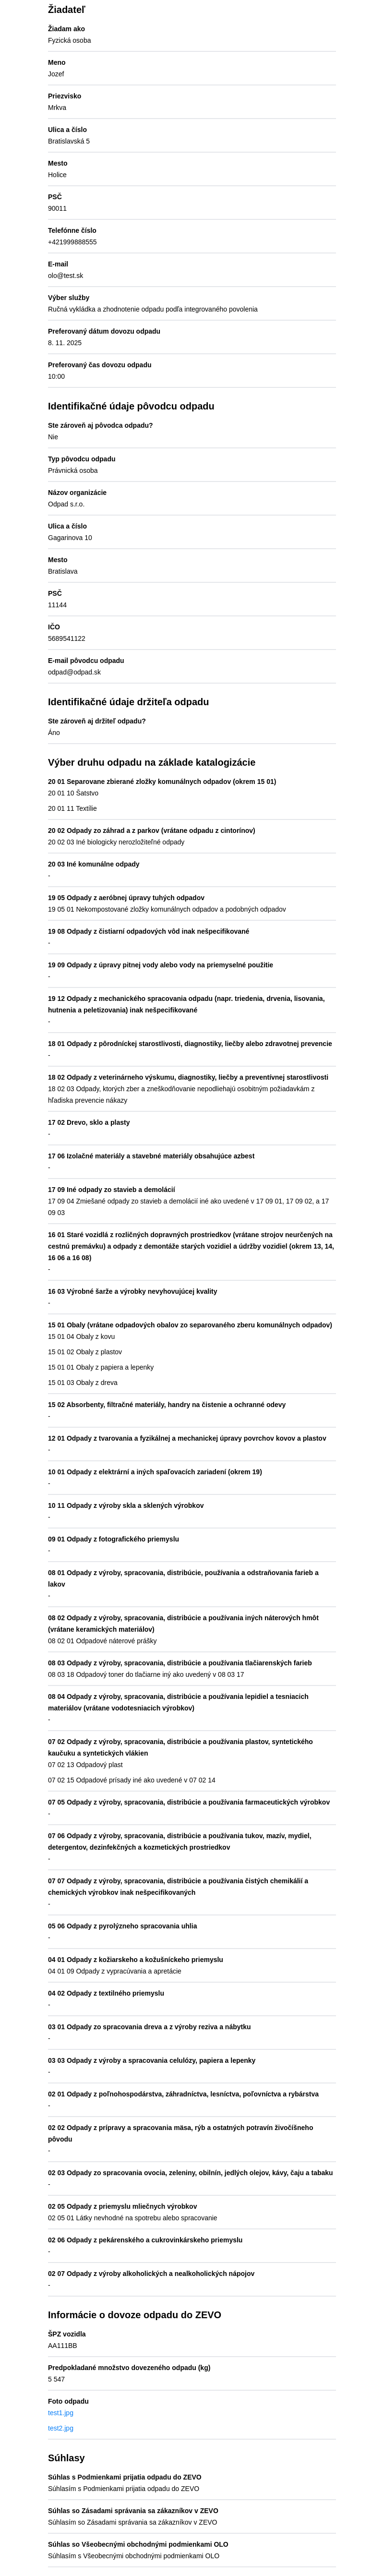 Žiadateľ
Žiadam ako
Fyzická osoba
Meno
Jozef
Priezvisko
Mrkva
Ulica a číslo
Bratislavská 5
Mesto
Holice
PSČ
90011
Telefónne číslo
+421999888555
E-mail
olo@test.sk
Výber služby
Ručná vykládka a zhodnotenie odpadu podľa integrovaného povolenia
Preferovaný dátum dovozu odpadu
8. 11. 2025
Preferovaný čas dovozu odpadu
10:00
Identifikačné údaje pôvodcu odpadu
Ste zároveň aj pôvodca odpadu?
Nie
Typ pôvodcu odpadu
Právnická osoba
Názov organizácie
Odpad s.r.o.
Ulica a číslo
Gagarinova 10
Mesto
Bratislava
PSČ
11144
IČO
5689541122
E-mail pôvodcu odpadu
odpad@odpad.sk
Identifikačné údaje držiteľa odpadu
Ste zároveň aj držiteľ odpadu?
Áno
Výber druhu odpadu na základe katalogizácie
20 01 Separovane zbierané zložky komunálnych odpadov (okrem 15 01)
20 01 10 Šatstvo
20 01 11 Textílie
20 02 Odpady zo záhrad a z parkov (vrátane odpadu z cintorínov)
20 02 03 Iné biologicky nerozložiteľné odpady
20 03 Iné komunálne odpady
-
19 05 Odpady z aeróbnej úpravy tuhých odpadov
19 05 01 Nekompostované zložky komunálnych odpadov a podobných odpadov
19 08 Odpady z čistiarní odpadových vôd inak nešpecifikované
-
19 09 Odpady z úpravy pitnej vody alebo vody na priemyselné použitie
-
19 12 Odpady z mechanického spracovania odpadu (napr. triedenia, drvenia, lisovania,
hutnenia a peletizovania) inak nešpecifikované
-
18 01 Odpady z pôrodníckej starostlivosti, diagnostiky, liečby alebo zdravotnej prevencie
-
18 02 Odpady z veterinárneho výskumu, diagnostiky, liečby a preventívnej starostlivosti
18 02 03 Odpady, ktorých zber a zneškodňovanie nepodliehajú osobitným požiadavkám z
hľadiska prevencie nákazy
17 02 Drevo, sklo a plasty
-
17 06 Izolačné materiály a stavebné materiály obsahujúce azbest
-
17 09 Iné odpady zo stavieb a demolácií
17 09 04 Zmiešané odpady zo stavieb a demolácií iné ako uvedené v 17 09 01, 17 09 02, a 17
09 03
16 01 Staré vozidlá z rozličných dopravných prostriedkov (vrátane strojov neurčených na
cestnú premávku) a odpady z demontáže starých vozidiel a údržby vozidiel (okrem 13, 14,
16 06 a 16 08)
-
16 03 Výrobné šarže a výrobky nevyhovujúcej kvality
-
15 01 Obaly (vrátane odpadových obalov zo separovaného zberu komunálnych odpadov)
15 01 04 Obaly z kovu
15 01 02 Obaly z plastov
15 01 01 Obaly z papiera a lepenky
15 01 03 Obaly z dreva
15 02 Absorbenty, filtračné materiály, handry na čistenie a ochranné odevy
-
12 01 Odpady z tvarovania a fyzikálnej a mechanickej úpravy povrchov kovov a plastov
-
10 01 Odpady z elektrární a iných spaľovacích zariadení (okrem 19)
-
10 11 Odpady z výroby skla a sklených výrobkov
-
09 01 Odpady z fotografického priemyslu
-
08 01 Odpady z výroby, spracovania, distribúcie, používania a odstraňovania farieb a
lakov
-
08 02 Odpady z výroby, spracovania, distribúcie a používania iných náterových hmôt
(vrátane keramických materiálov)
08 02 01 Odpadové náterové prášky
08 03 Odpady z výroby, spracovania, distribúcie a používania tlačiarenských farieb
08 03 18 Odpadový toner do tlačiarne iný ako uvedený v 08 03 17
08 04 Odpady z výroby, spracovania, distribúcie a používania lepidiel a tesniacich
materiálov (vrátane vodotesniacich výrobkov)
-
07 02 Odpady z výroby, spracovania, distribúcie a používania plastov, syntetického
kaučuku a syntetických vlákien
07 02 13 Odpadový plast
07 02 15 Odpadové prísady iné ako uvedené v 07 02 14
07 05 Odpady z výroby, spracovania, distribúcie a používania farmaceutických výrobkov
-
07 06 Odpady z výroby, spracovania, distribúcie a používania tukov, mazív, mydiel,
detergentov, dezinfekčných a kozmetických prostriedkov
-
07 07 Odpady z výroby, spracovania, distribúcie a používania čistých chemikálií a
chemických výrobkov inak nešpecifikovaných
-
05 06 Odpady z pyrolýzneho spracovania uhlia
-
04 01 Odpady z kožiarskeho a kožušníckeho priemyslu
04 01 09 Odpady z vypracúvania a apretácie
04 02 Odpady z textilného priemyslu
-
03 01 Odpady zo spracovania dreva a z výroby reziva a nábytku
-
03 03 Odpady z výroby a spracovania celulózy, papiera a lepenky
-
02 01 Odpady z poľnohospodárstva, záhradníctva, lesníctva, poľovníctva a rybárstva
-
02 02 Odpady z prípravy a spracovania mäsa, rýb a ostatných potravín živočíšneho
pôvodu
-
02 03 Odpady zo spracovania ovocia, zeleniny, obilnín, jedlých olejov, kávy, čaju a tabaku
-
02 05 Odpady z priemyslu mliečnych výrobkov
02 05 01 Látky nevhodné na spotrebu alebo spracovanie
02 06 Odpady z pekárenského a cukrovinkárskeho priemyslu
-
02 07 Odpady z výroby alkoholických a nealkoholických nápojov
-
Informácie o dovoze odpadu do ZEVO
ŠPZ vozidla
AA111BB
Predpokladané množstvo dovezeného odpadu (kg)
5 547
Foto odpadu
test1.jpg
test2.jpg
Súhlasy
Súhlas s Podmienkami prijatia odpadu do ZEVO
Súhlasím s Podmienkami prijatia odpadu do ZEVO
Súhlas so Zásadami správania sa zákazníkov v ZEVO
Súhlasím so Zásadami správania sa zákazníkov v ZEVO
Súhlas so Všeobecnými obchodnými podmienkami OLO
Súhlasím s Všeobecnými obchodnými podmienkami OLO